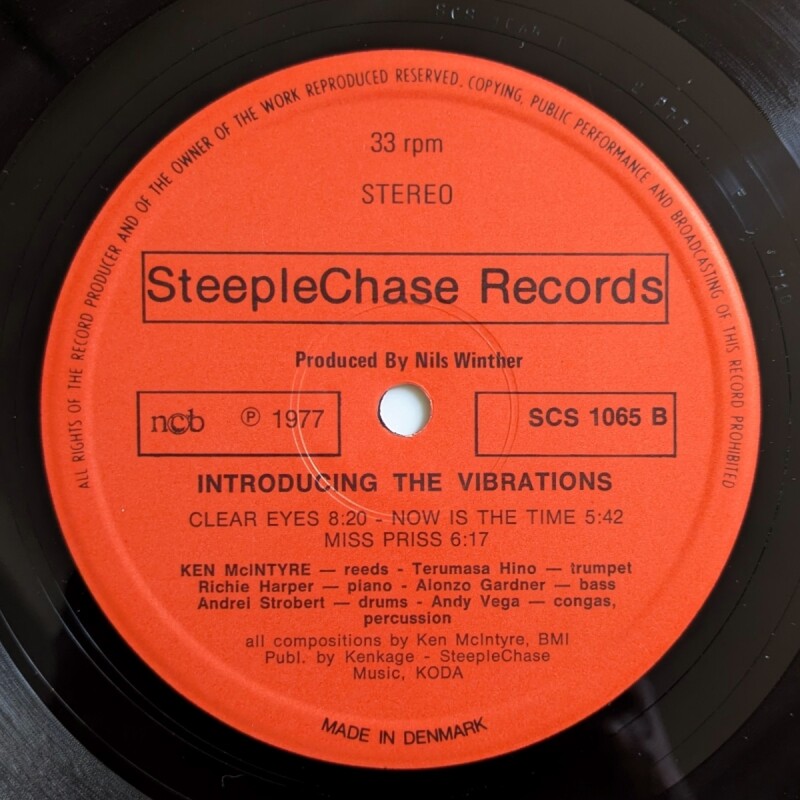 ALL RIGHTS OF THE RECORD PRODUCER AND OF THE OWNER OF THE WORK REPRODUCED RESERVED. COPYING, PUBLIC PERFORMANCE AND BROADCASTING OF THIS RECORD PROHIBITED
33 rpm
STEREO
SteepleChase Records
Produced By Nils Winther
ncb ℗ 1977
SCS 1065 B
INTRODUCING THE VIBRATIONS
CLEAR EYES 8:20 - NOW IS THE TIME 5:42
MISS PRISS 6:17
KEN McINTYRE — reeds - Terumasa Hino — trumpet
Richie Harper — piano - Alonzo Gardner — bass
Andrei Strobert — drums - Andy Vega — congas,
percussion
all compositions by Ken McIntyre, BMI
Publ. by Kenkage - SteepleChase
Music, KODA
MADE IN DENMARK